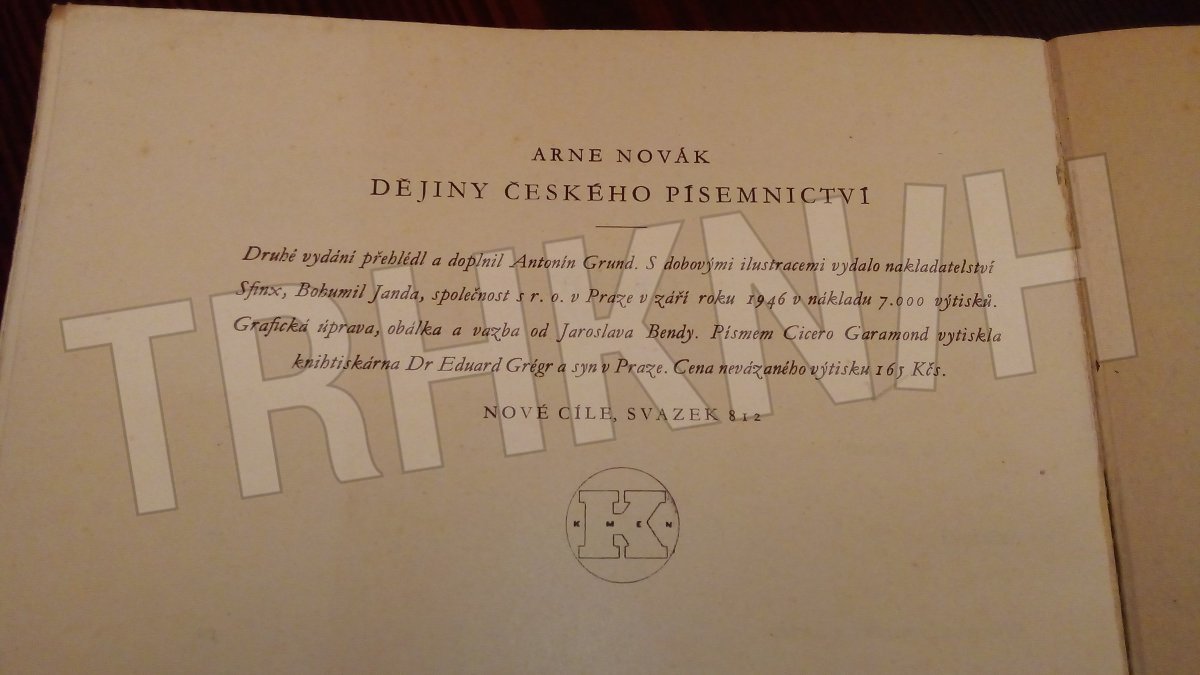 ARNE NOVÁK
DĚJINY ČESKÉHO PÍSEMNICTVÍ
Druhé vydání přehlédl a doplnil Antonín Grund. S dobovými ilustracemi vydalo nakladatelství
Sfinx, Bohumil Janda, společnost s r. o. v Praze v září roku 1946 v nákladu 7.000 výtisků.
Grafická úprava, obálka a vazba od Jaroslava Bendy. Písmem Cicero Garamond vytiskla
knihtiskárna Dr Eduard Grégr a syn v Praze. Cena nevázaného výtisku 165 Kčs.
NOVÉ CÍLE, SVAZEK 812
K
K M E N
TRHKNIH